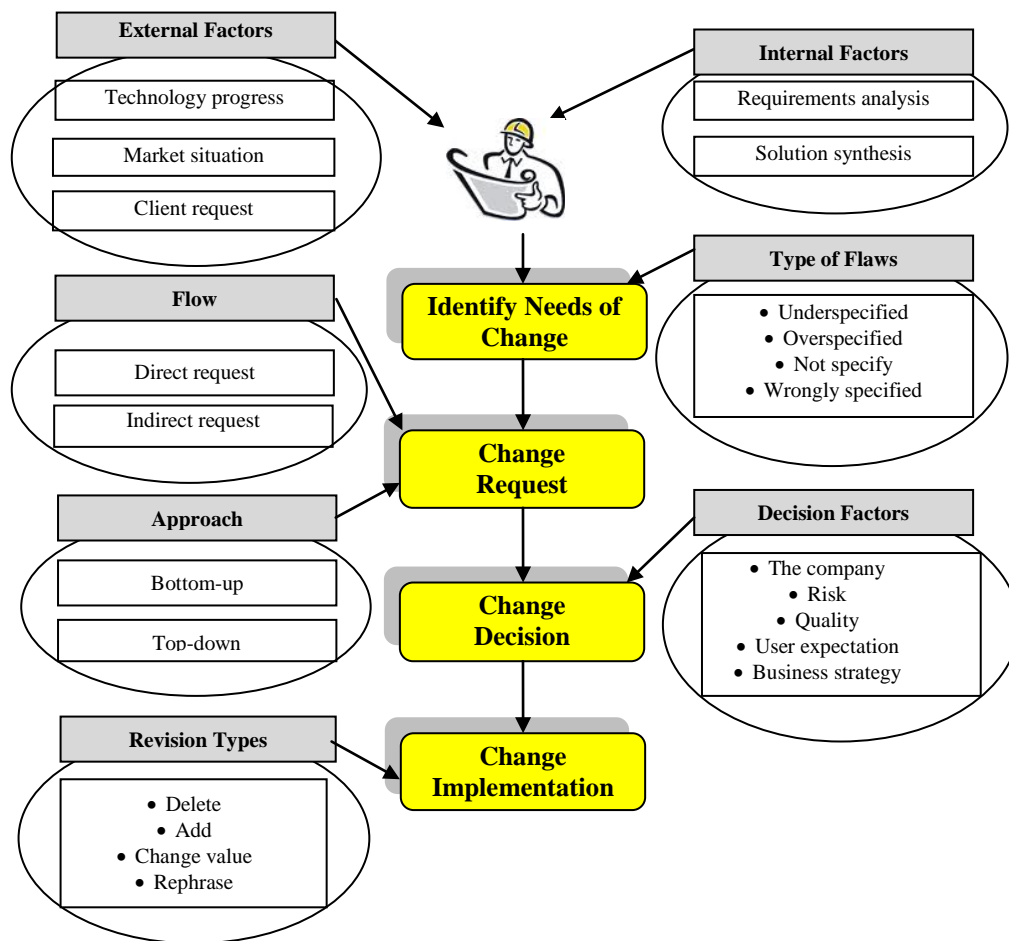 External Factors
Technology progress
Market situation
Client request
Internal Factors
Requirements analysis
Solution synthesis
Identify Needs of
Change
Type of Flaws
• Underspecified
• Overspecified
• Not specify
• Wrongly specified
Flow
Direct request
Indirect request
Change
Request
Approach
Bottom-up
Top-down
Change
Decision
Decision Factors
• The company
• Risk
• Quality
• User expectation
• Business strategy
Revision Types
• Delete
• Add
• Change value
• Rephrase
Change
Implementation